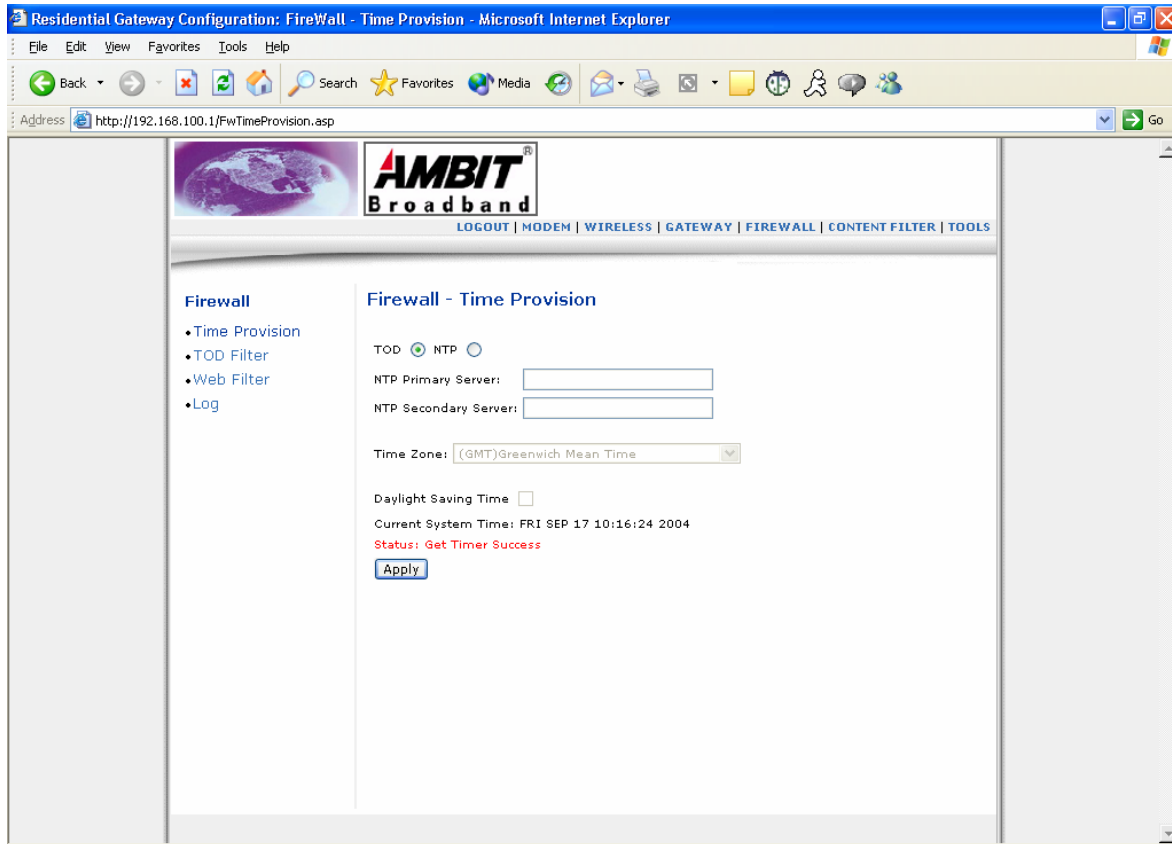 Residential Gateway Configuration: FireWall - Time Provision - Microsoft Internet Explorer
File Edit View Favorites Tools Help
Back Search Favorites Media
Address http://192.168.100.1/FwTimeProvision.asp Go
AMBIT®
Broadband
LOGOUT | MODEM | WIRELESS | GATEWAY | FIREWALL | CONTENT FILTER | TOOLS
Firewall
•Time Provision
•TOD Filter
•Web Filter
•Log
Firewall - Time Provision
TOD NTP
NTP Primary Server:
NTP Secondary Server:
Time Zone: (GMT)Greenwich Mean Time
Daylight Saving Time
Current System Time: FRI SEP 17 10:16:24 2004
Status: Get Timer Success
Apply